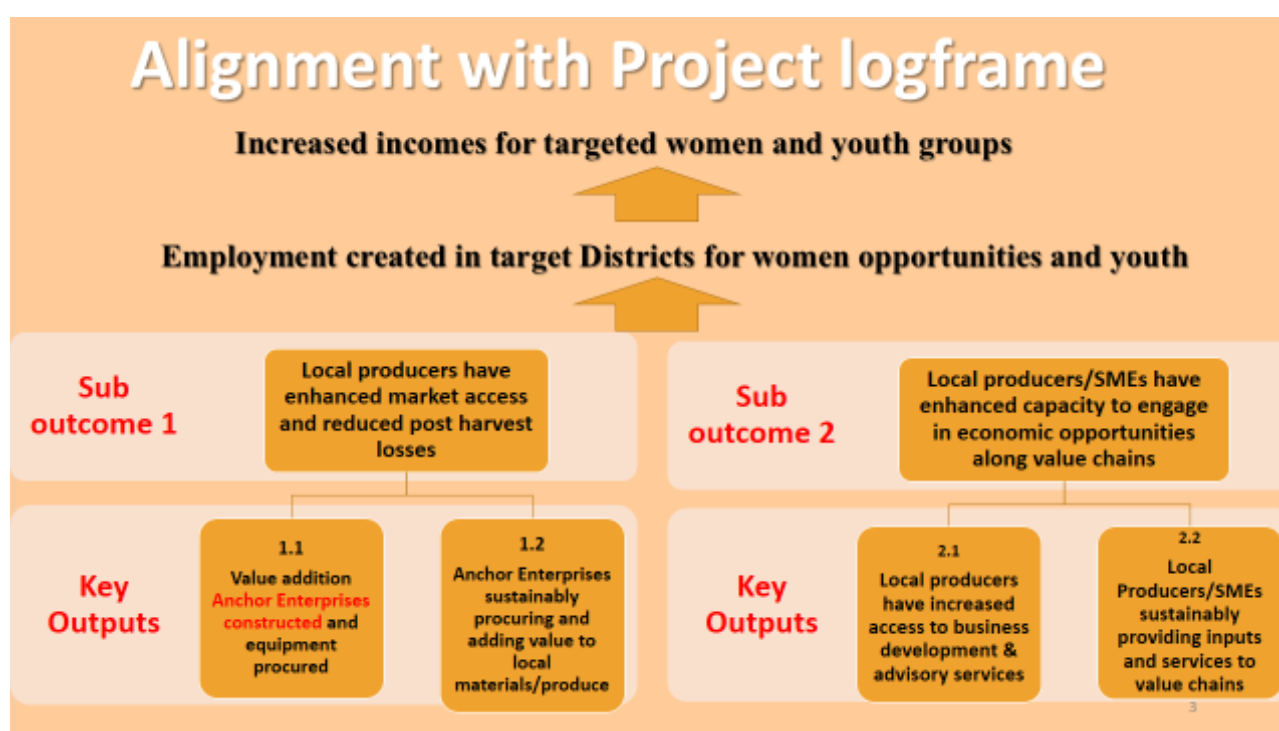 Alignment with Project logframe
Increased incomes for targeted women and youth groups
Employment created in target Districts for women opportunities and youth
Sub
outcome 1
Local producers have
enhanced market access
and reduced post harvest
losses
Sub
outcome 2
Local producers/SMEs have
enhanced capacity to engage
in economic opportunities
along value chains
Key
Outputs
1.1
Value addition
Anchor Enterprises
constructed and
equipment
procured
1.2
Anchor Enterprises
sustainably
procuring and
adding value to
local
materials/produce
Key
Outputs
2.1
Local producers
have increased
access to business
development &
advisory services
2.2
Local
Producers/SMEs
sustainably
providing inputs
and services to
value chains
3